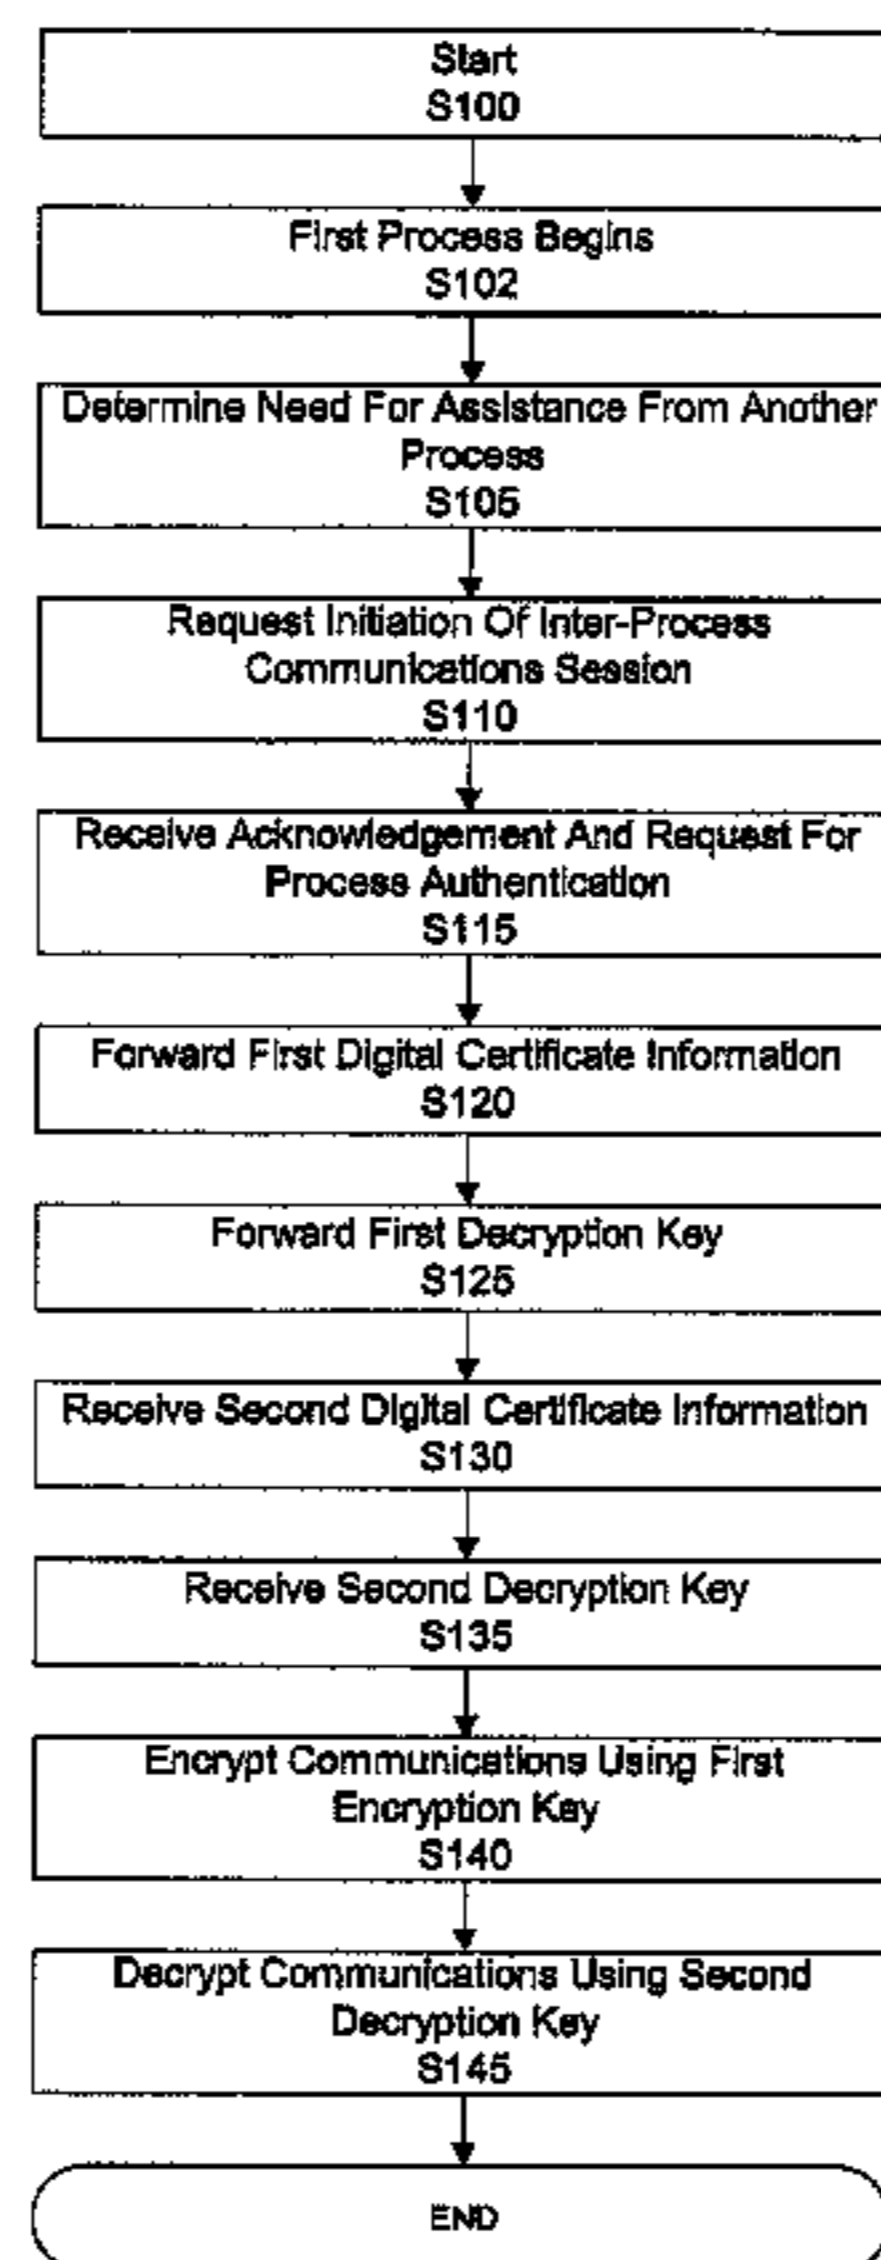 Start
S100
First Process Begins
S102
Determine Need For Assistance From Another
Process
S105
Request Initiation Of Inter-Process
Communications Session
S110
Receive Acknowledgement And Request For
Process Authentication
S115
Forward First Digital Certificate Information
S120
Forward First Decryption Key
S125
Receive Second Digital Certificate Information
S130
Receive Second Decryption Key
S135
Encrypt Communications Using First
Encryption Key
S140
Decrypt Communications Using Second
Decryption Key
S145
END